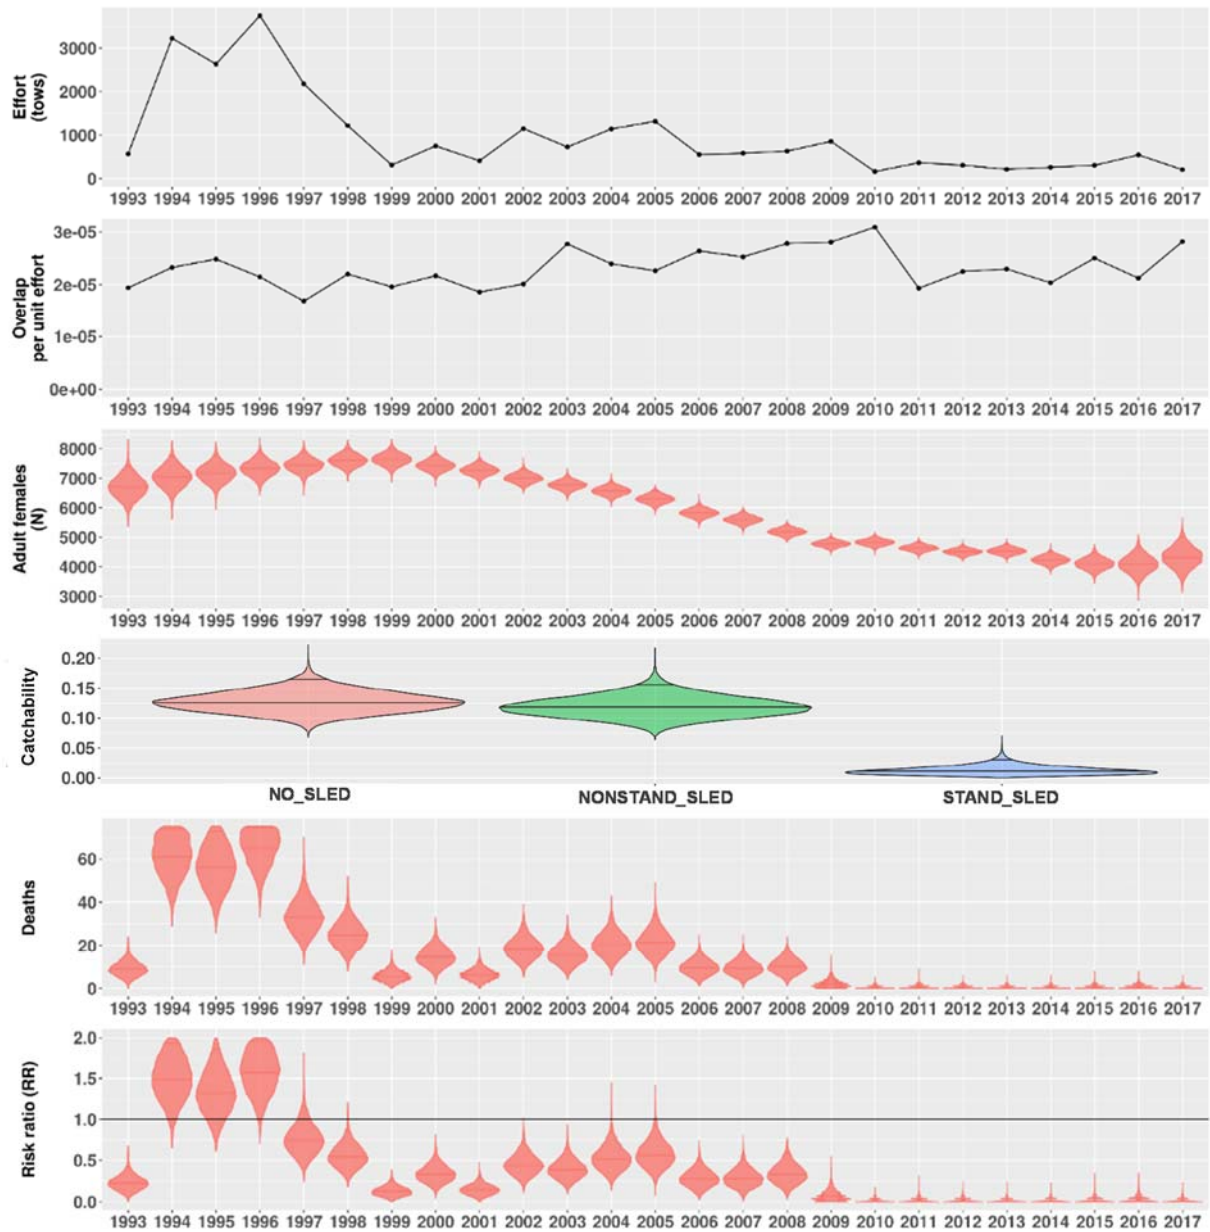 Effort
(tows)
3000
2000
1000
0
1993 1994 1995 1996 1997 1998 1999 2000 2001 2002 2003 2004 2005 2006 2007 2008 2009 2010 2011 2012 2013 2014 2015 2016 2017
Overlap
per unit effort
3e-05
2e-05
1e-05
0e+00
1993 1994 1995 1996 1997 1998 1999 2000 2001 2002 2003 2004 2005 2006 2007 2008 2009 2010 2011 2012 2013 2014 2015 2016 2017
Adult females
(N)
8000
7000
6000
5000
4000
3000
1993 1994 1995 1996 1997 1998 1999 2000 2001 2002 2003 2004 2005 2006 2007 2008 2009 2010 2011 2012 2013 2014 2015 2016 2017
Catchability
0.20
0.15
0.10
0.05
0.00
NO_SLED NONSTAND_SLED STAND_SLED
Deaths
60
40
20
0
1993 1994 1995 1996 1997 1998 1999 2000 2001 2002 2003 2004 2005 2006 2007 2008 2009 2010 2011 2012 2013 2014 2015 2016 2017
Risk ratio (RR)
2.0
1.5
1.0
0.5
0.0
1993 1994 1995 1996 1997 1998 1999 2000 2001 2002 2003 2004 2005 2006 2007 2008 2009 2010 2011 2012 2013 2014 2015 2016 2017